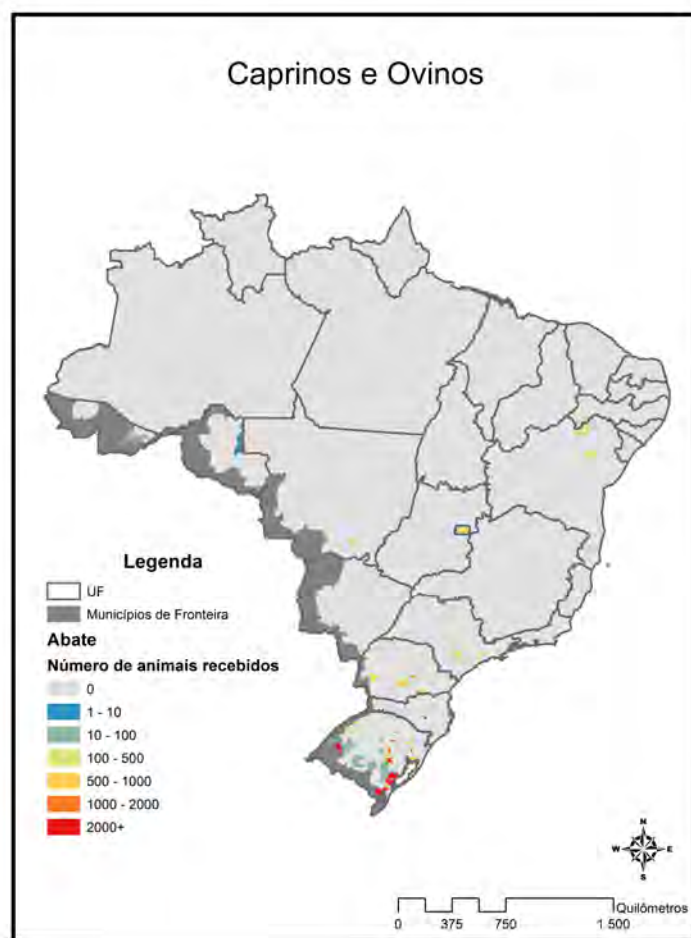 Caprinos e Ovinos
Legenda
UF
Municípios de Fronteira
Abate
Número de animais recebidos
0
1 - 10
10 - 100
100 - 500
500 - 1000
1000 - 2000
2000+
N
W E
S
Quilômetros
0 375 750 1.500